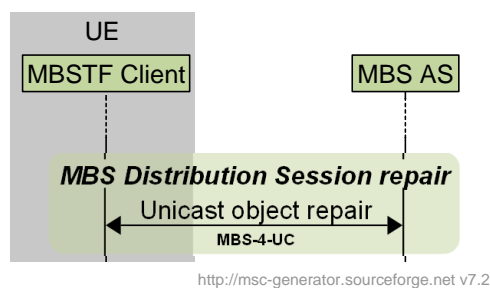 UE
MBSTF Client
MBS AS
MBS Distribution Session repair
Unicast object repair
MBS-4-UC
http://msc-generator.sourceforge.net v7.2